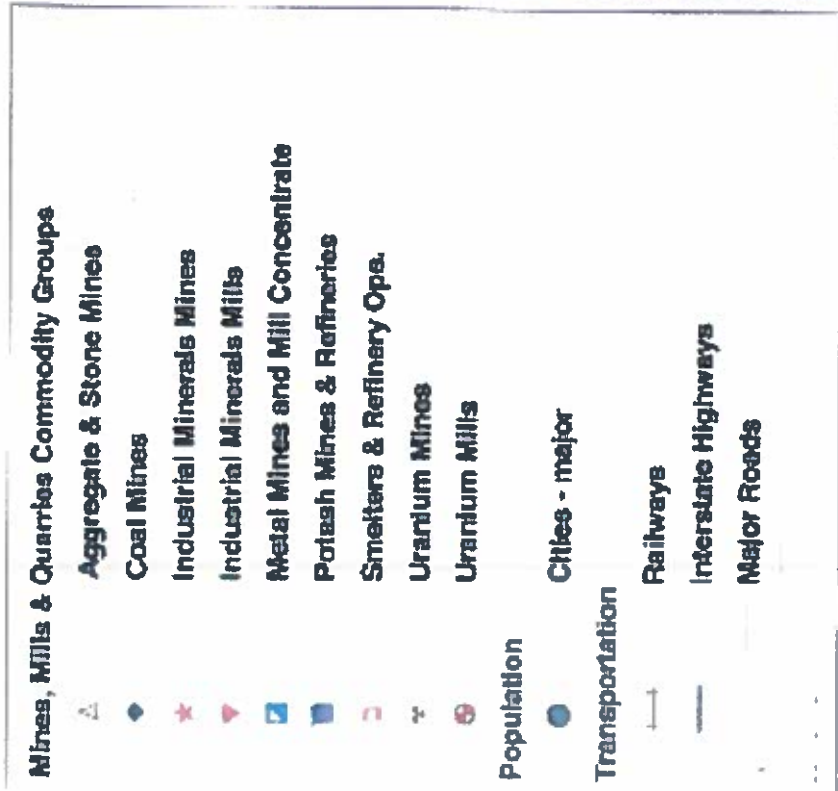 Mines, Mills & Quarries Commodity Groups
Aggregate & Stone Mines
Coal Mines
Industrial Minerals Mines
Industrial Minerals Mills
Metal Mines and Mill Concentrate
Potash Mines & Refineries
Smelters & Refinery Ops.
Uranium Mines
Uranium Mills
Population
Cities - major
Transportation
Railways
Interstate Highways
Major Roads